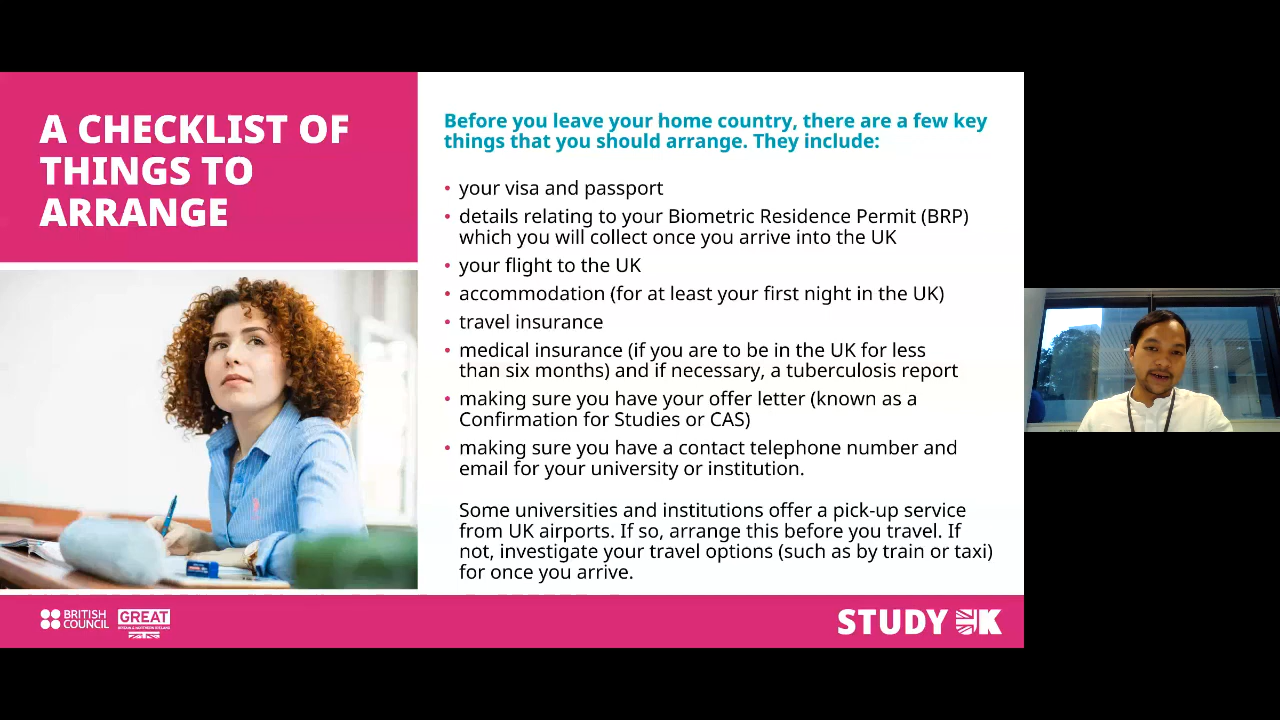 A CHECKLIST OF
THINGS TO
ARRANGE
Before you leave your home country, there are a few key
things that you should arrange. They include:
• your visa and passport
• details relating to your Biometric Residence Permit (BRP)
which you will collect once you arrive into the UK
• your flight to the UK
• accommodation (for at least your first night in the UK)
• travel insurance
• medical insurance (if you are to be in the UK for less
than six months) and if necessary, a tuberculosis report
• making sure you have your offer letter (known as a
Confirmation for Studies or CAS)
• making sure you have a contact telephone number and
email for your university or institution.
Some universities and institutions offer a pick-up service
from UK airports. If so, arrange this before you travel. If
not, investigate your travel options (such as by train or taxi)
for once you arrive.
BRITISH
COUNCIL
GREAT
STUDY UK